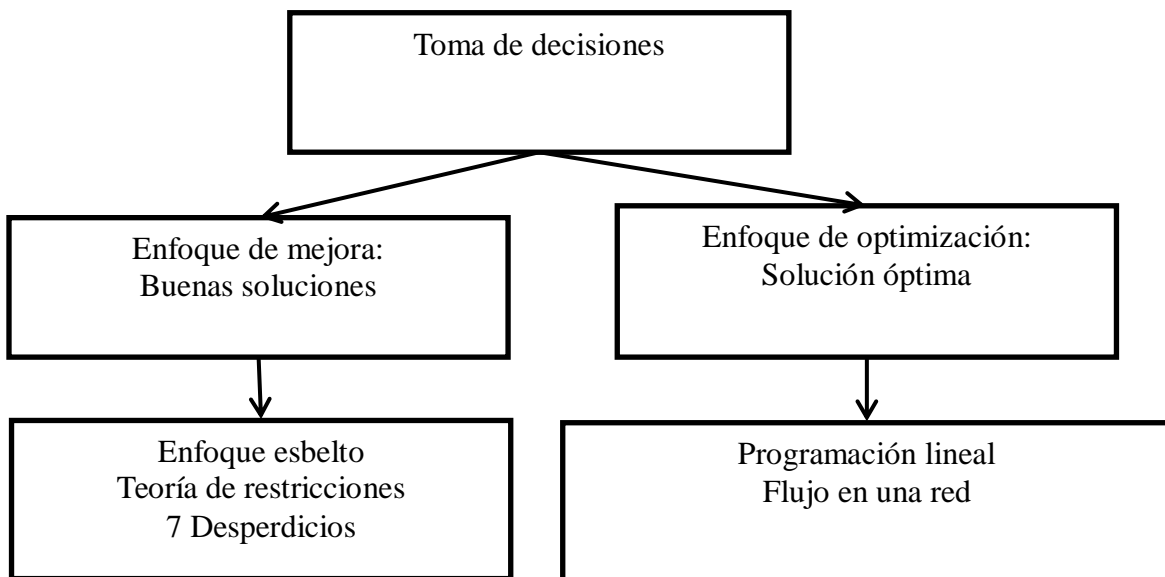 Toma de decisiones
Enfoque de mejora:
Buenas soluciones
Enfoque de optimización:
Solución óptima
Enfoque esbelto
Teoría de restricciones
7 Desperdicios
Programación lineal
Flujo en una red